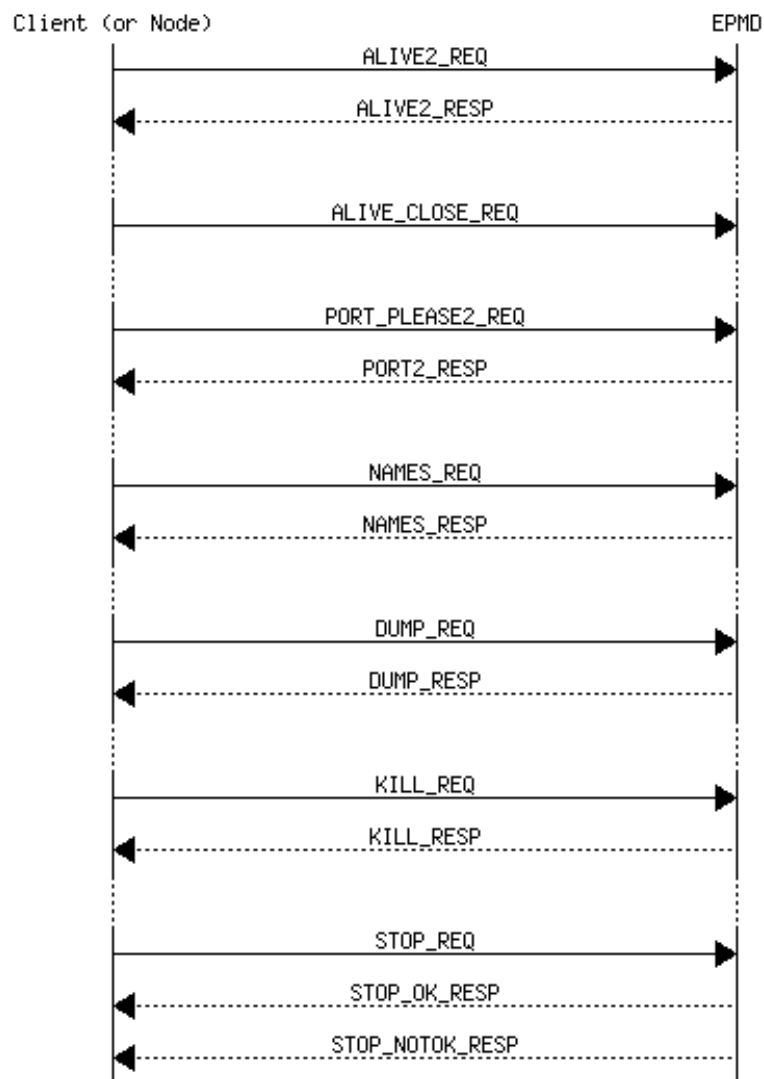 Client (or Node) EPMD
ALIVE2_REQ
ALIVE2_RESP
ALIVE_CLOSE_REQ
PORT_PLEASE2_REQ
PORT2_RESP
NAMES_REQ
NAMES_RESP
DUMP_REQ
DUMP_RESP
KILL_REQ
KILL_RESP
STOP_REQ
STOP_OK_RESP
STOP_NOTOK_RESP